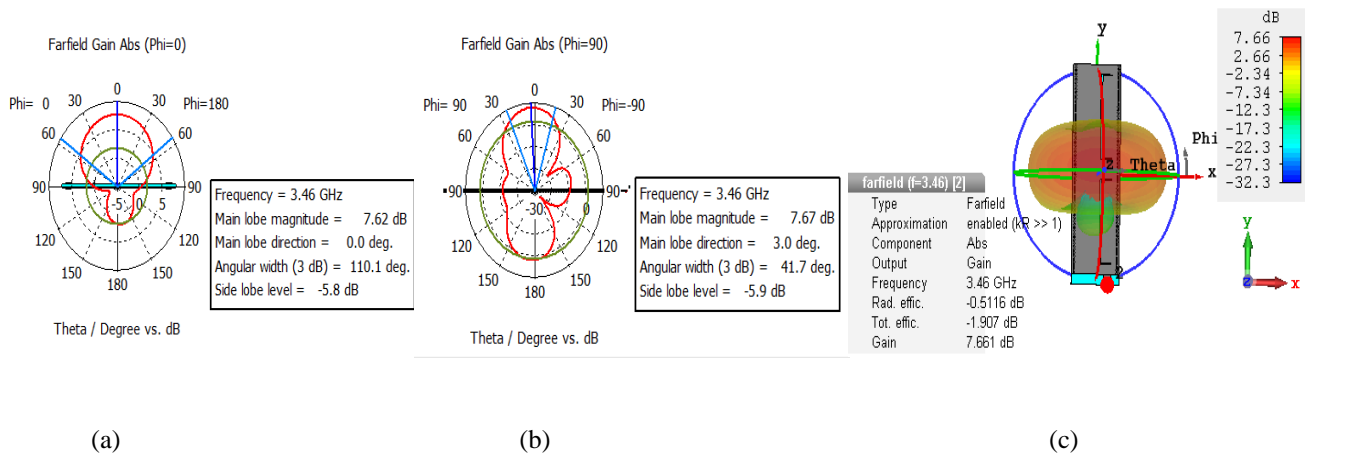 Farfield Gain Abs (Phi=0)
Phi= 0 30 0 30 Phi=180
60 60
90 -5 0 5 90
120 120
150 150
180
Theta / Degree vs. dB
Frequency = 3.46 GHz
Main lobe magnitude = 7.62 dB
Main lobe direction = 0.0 deg.
Angular width (3 dB) = 110.1 deg.
Side lobe level = -5.8 dB
Farfield Gain Abs (Phi=90)
Phi= 90 30 0 30 Phi=-90
60 60
90 -30 0 90
120 120
150 150
180
Theta / Degree vs. dB
Frequency = 3.46 GHz
Main lobe magnitude = 7.67 dB
Main lobe direction = 3.0 deg.
Angular width (3 dB) = 41.7 deg.
Side lobe level = -5.9 dB
y
z
Theta
Phi
x
farfield (f=3.46) [2]
Type Farfield
Approximation enabled (kR >> 1)
Component Abs
Output Gain
Frequency 3.46 GHz
Rad. effic. -0.5116 dB
Tot. effic. -1.907 dB
Gain 7.661 dB
dB
7.66
2.66
-2.34
-7.34
-12.3
-17.3
-22.3
-27.3
-32.3
y
z
x
(a) (b) (c)